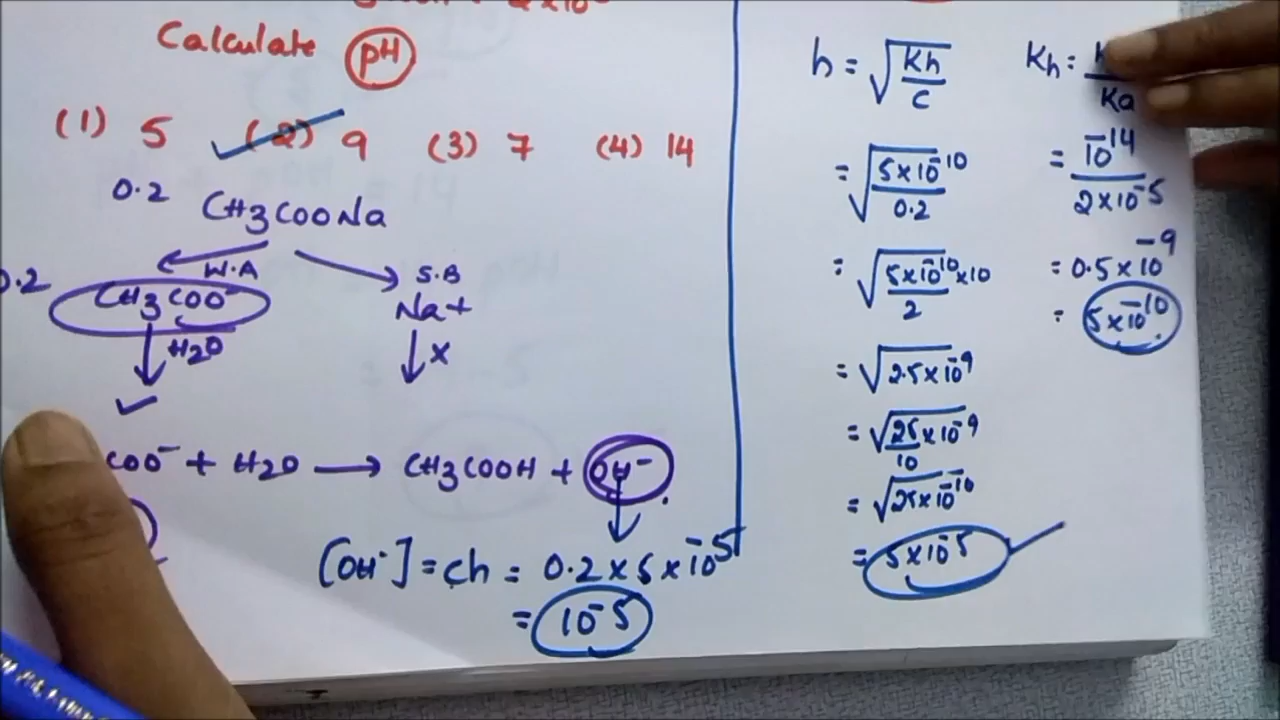 Calculate pH
(1) 5 (2) 9 (3) 7 (4) 14
0.2 CH3COONa
W.A S.B
0.2 CH3COO⁻ Na+
H2O x
COO⁻ + H2O → CH3COOH + OH⁻
[OH⁻] = ch = 0.2 × 5 × 10⁻⁵
= 10⁻⁵
h = √(Kh/C)
= √(5×10⁻¹⁰/0.2)
= √(5×10⁻¹⁰×10/2)
= √(2.5×10⁻⁹)
= √(25/10 ×10⁻⁹)
= √(25×10⁻¹⁰)
= 5×10⁻⁵
Kh = K/Ka
= 10⁻¹⁴/2×10⁻⁵
= 0.5×10⁻⁹
= 5×10⁻¹⁰